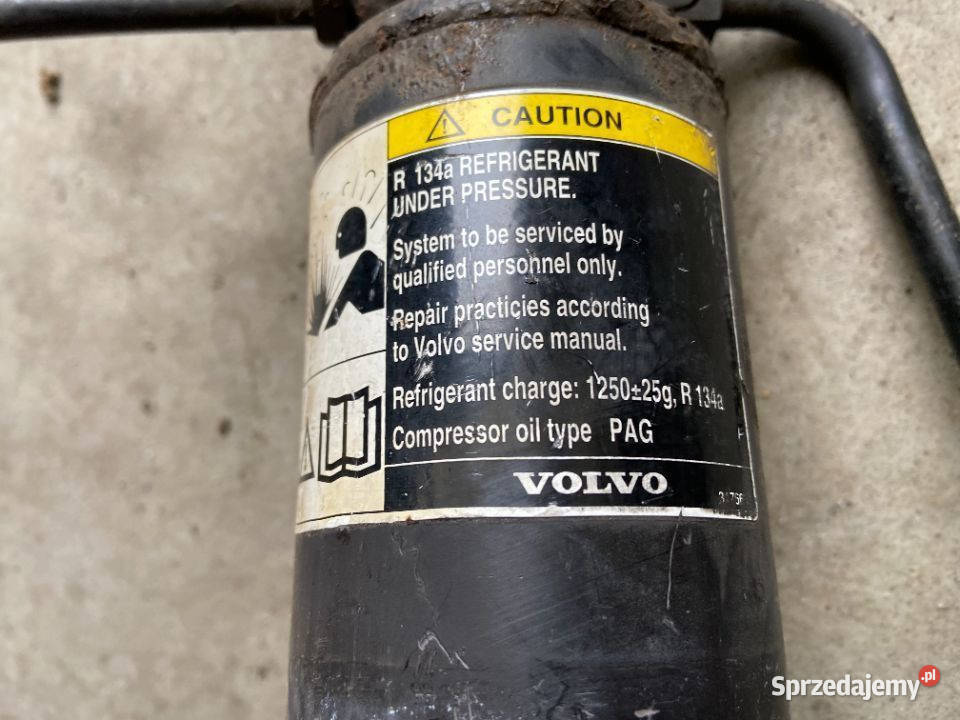 CAUTION
R 134a REFRIGERANT
UNDER PRESSURE.
System to be serviced by
qualified personnel only.
Repair practicies according
to Volvo service manual.
Refrigerant charge: 1250±25g, R 134a
Compressor oil type PAG
VOLVO
Sprzedajemy.pl